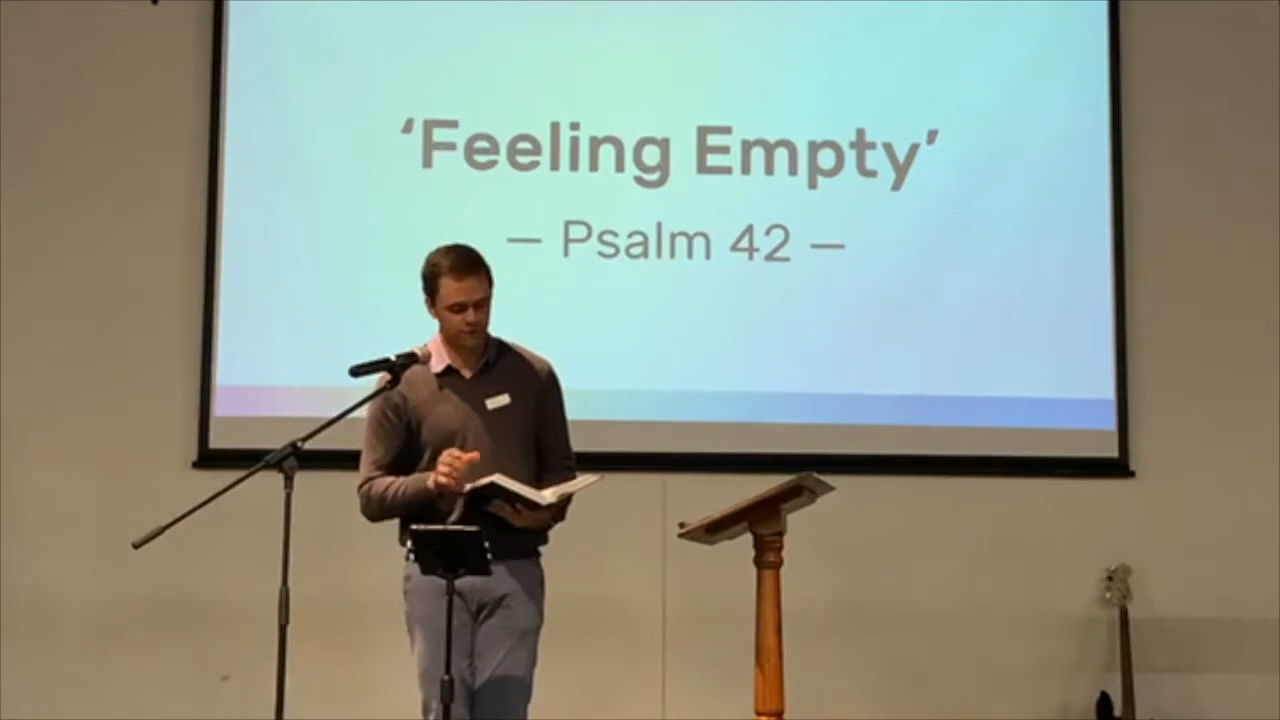 ‘Feeling Empty’
— Psalm 42 —